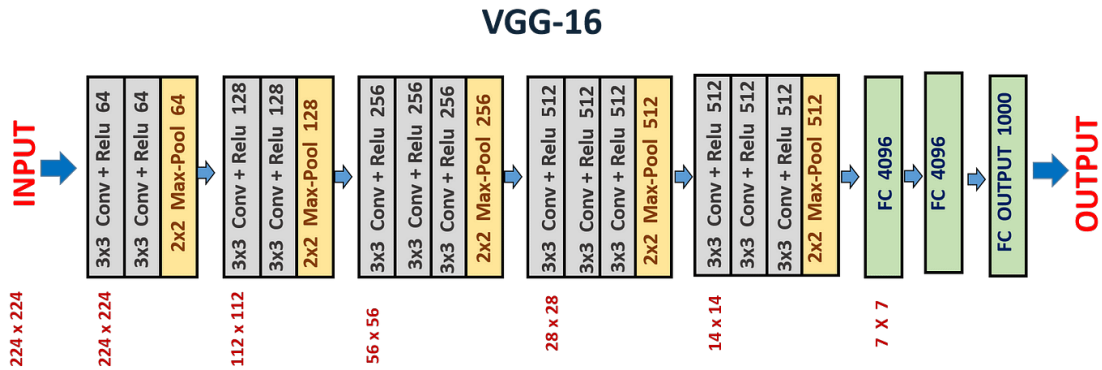 VGG-16
INPUT
3x3 Conv + Relu 64
3x3 Conv + Relu 64
2x2 Max-Pool 64
3x3 Conv + Relu 128
3x3 Conv + Relu 128
2x2 Max-Pool 128
3x3 Conv + Relu 256
3x3 Conv + Relu 256
3x3 Conv + Relu 256
2x2 Max-Pool 256
3x3 Conv + Relu 512
3x3 Conv + Relu 512
3x3 Conv + Relu 512
2x2 Max-Pool 512
3x3 Conv + Relu 512
3x3 Conv + Relu 512
3x3 Conv + Relu 512
2x2 Max-Pool 512
FC 4096
FC 4096
FC OUTPUT 1000
OUTPUT
224 x 224
224 x 224
112 x 112
56 x 56
28 x 28
14 x 14
7 X 7